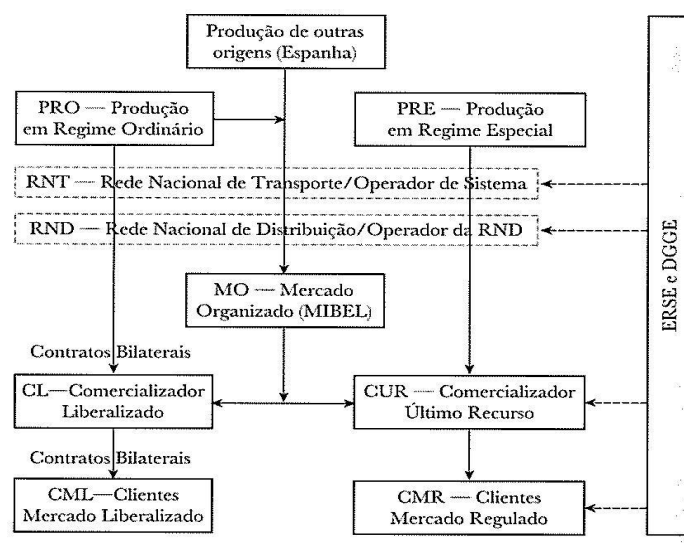 Produção de outras
origens (Espanha)
PRO — Produção
em Regime Ordinário
PRE — Produção
em Regime Especial
RNT — Rede Nacional de Transporte/Operador de Sistema
RND — Rede Nacional de Distribuição/Operador da RND
MO — Mercado
Organizado (MIBEL)
Contratos Bilaterais
CL—Comercializador
Liberalizado
CUR — Comercializador
Último Recurso
Contratos Bilaterais
CML—Clientes
Mercado Liberalizado
CMR — Clientes
Mercado Regulado
ERSE e DGGE